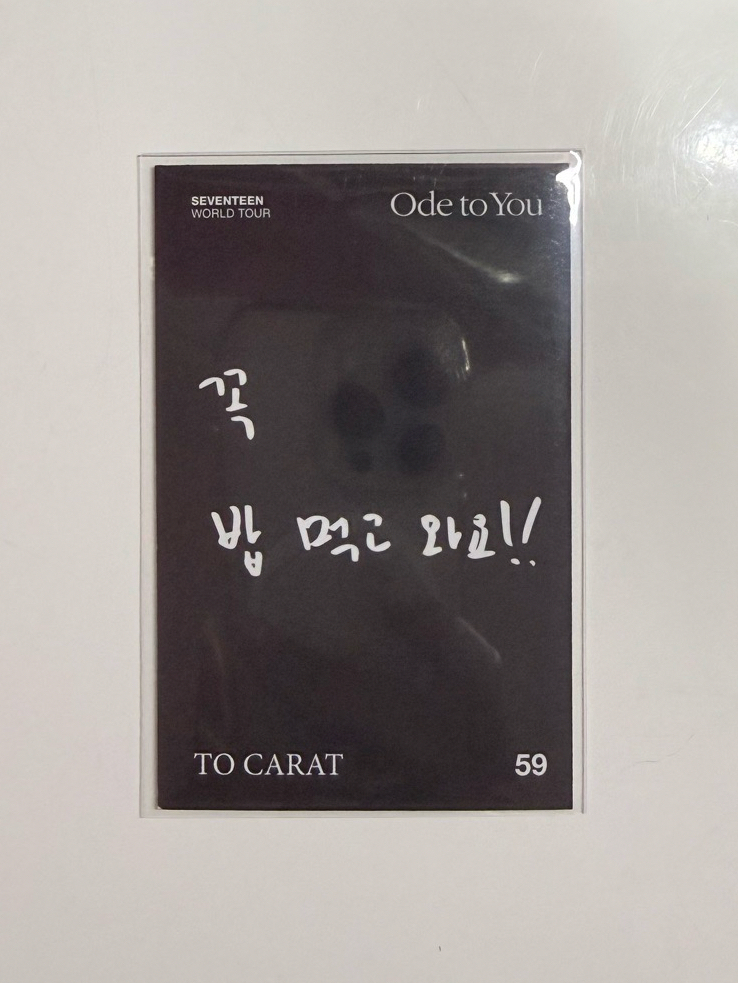 SEVENTEEN
WORLD TOUR
Ode to You
꼭
밥 먹고 와요!!
TO CARAT
59